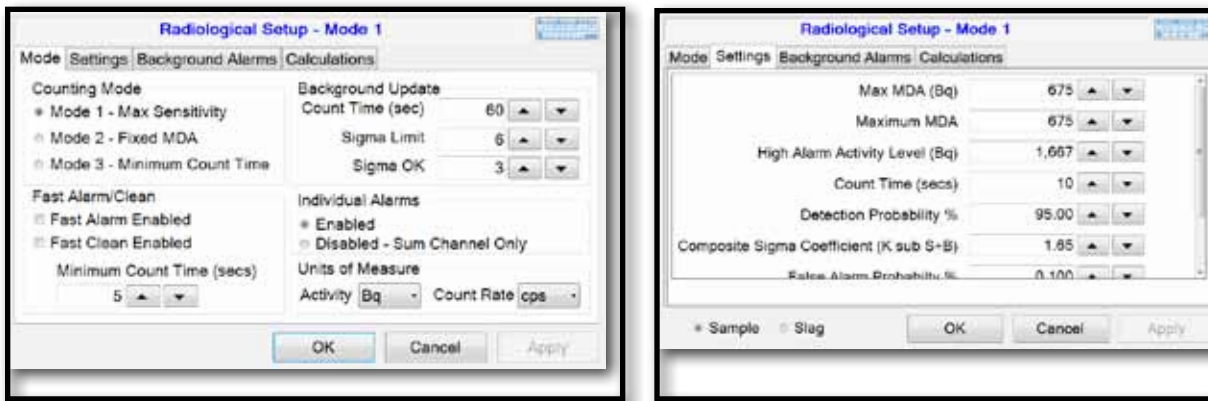 Radiological Setup - Mode 1
Mode Settings Background Alarms Calculations
Counting Mode
Mode 1 - Max Sensitivity
Mode 2 - Fixed MDA
Mode 3 - Minimum Count Time
Fast Alarm/Clean
Fast Alarm Enabled
Fast Clean Enabled
Minimum Count Time (secs)
5
Background Update
Count Time (sec) 60
Sigma Limit 6
Sigma OK 3
Individual Alarms
Enabled
Disabled - Sum Channel Only
Units of Measure
Activity Bq Count Rate cps
OK Cancel Apply
Radiological Setup - Mode 1
Mode Settings Background Alarms Calculations
Max MDA (Bq) 675
Maximum MDA 675
High Alarm Activity Level (Bq) 1,667
Count Time (secs) 10
Detection Probability % 95.00
Composite Sigma Coefficient (K sub S+B) 1.65
False Alarm Probability % 0.100
Sample Slag OK Cancel Apply